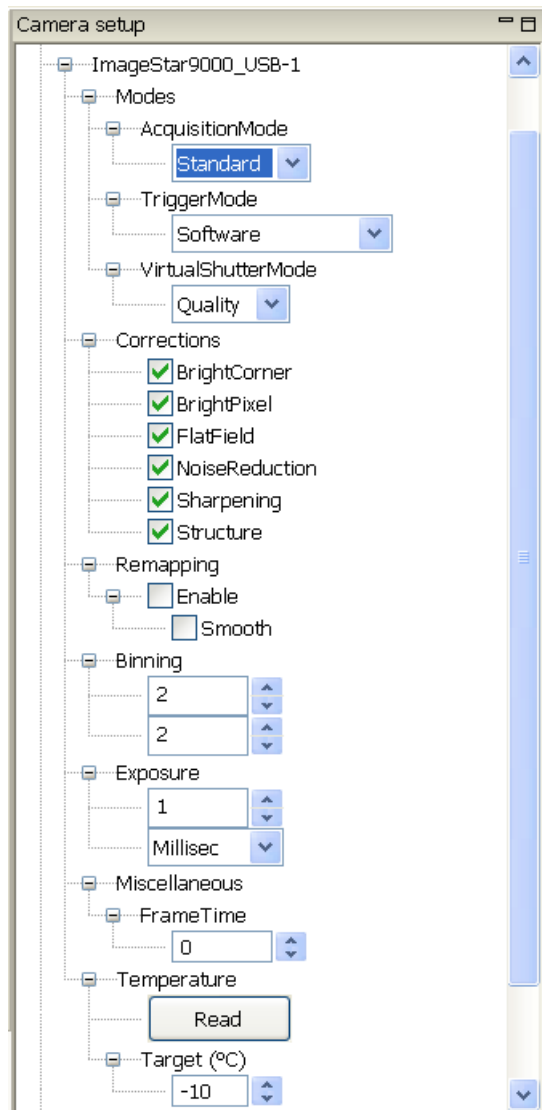 Camera setup
ImageStar9000_USB-1
Modes
AcquisitionMode
Standard
TriggerMode
Software
VirtualShutterMode
Quality
Corrections
BrightCorner
BrightPixel
FlatField
NoiseReduction
Sharpening
Structure
Remapping
Enable
Smooth
Binning
2
2
Exposure
1
Millisec
Miscellaneous
FrameTime
0
Temperature
Read
Target (ºC)
-10